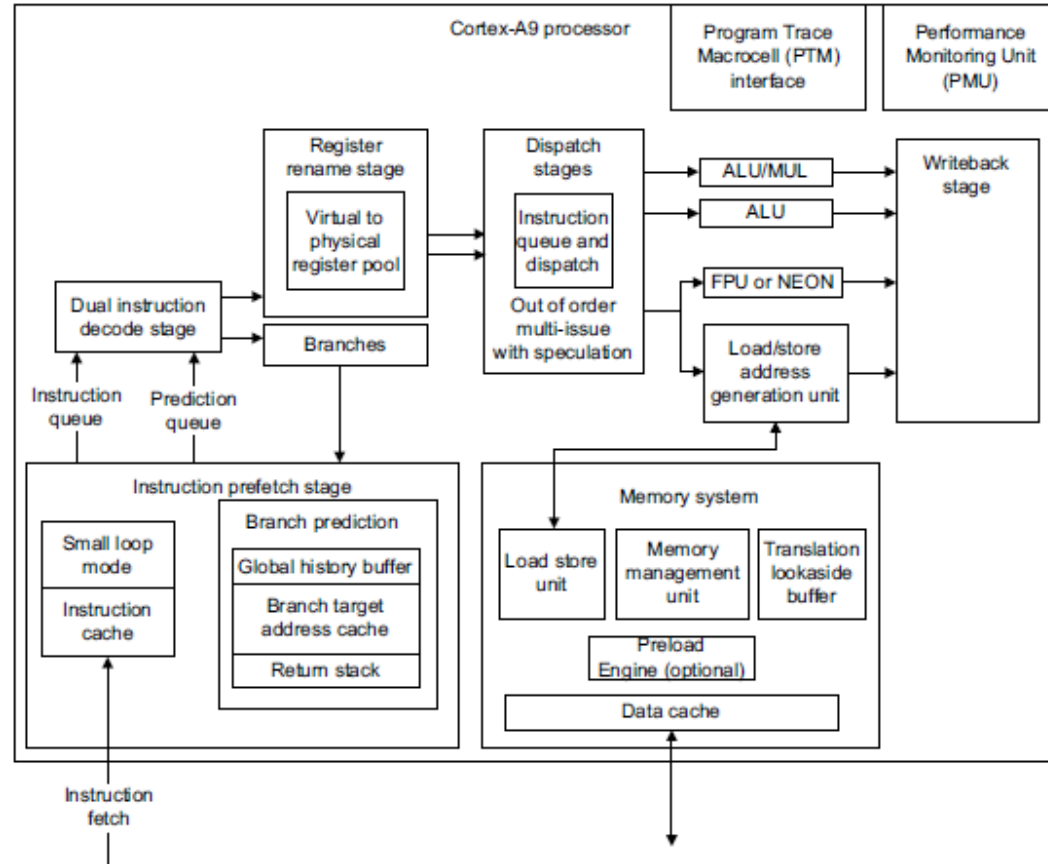 Cortex-A9 processor
Program Trace
Macrocell (PTM)
interface
Performance
Monitoring Unit
(PMU)
Register
rename stage
Virtual to
physical
register pool
Dispatch
stages
Instruction
queue and
dispatch
Out of order
multi-issue
with speculation
ALU/MUL
ALU
FPU or NEON
Load/store
address
generation unit
Writeback
stage
Dual instruction
decode stage
Branches
Instruction
queue
Prediction
queue
Instruction prefetch stage
Small loop
mode
Instruction
cache
Branch prediction
Global history buffer
Branch target
address cache
Return stack
Memory system
Load store
unit
Memory
management
unit
Translation
lookaside
buffer
Preload
Engine (optional)
Data cache
Instruction
fetch